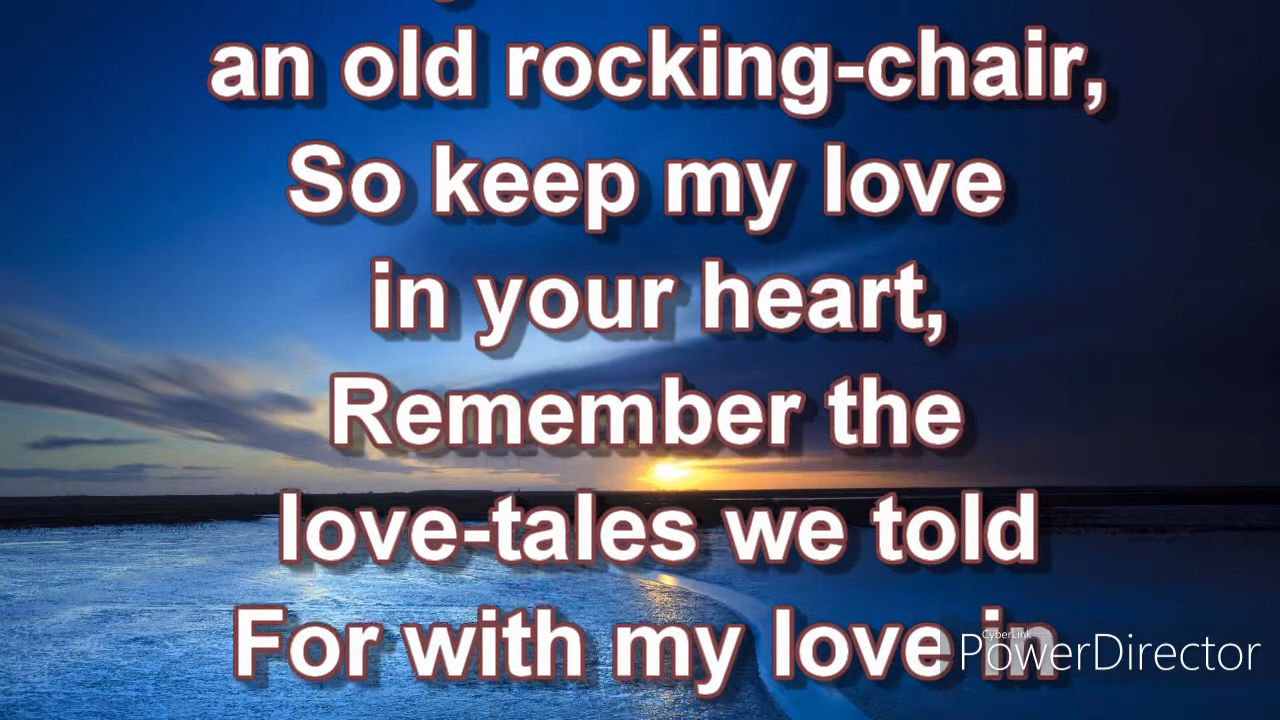 an old rocking-chair,
So keep my love
in your heart,
Remember the
love-tales we told
For with my love in
CyberLink
PowerDirector